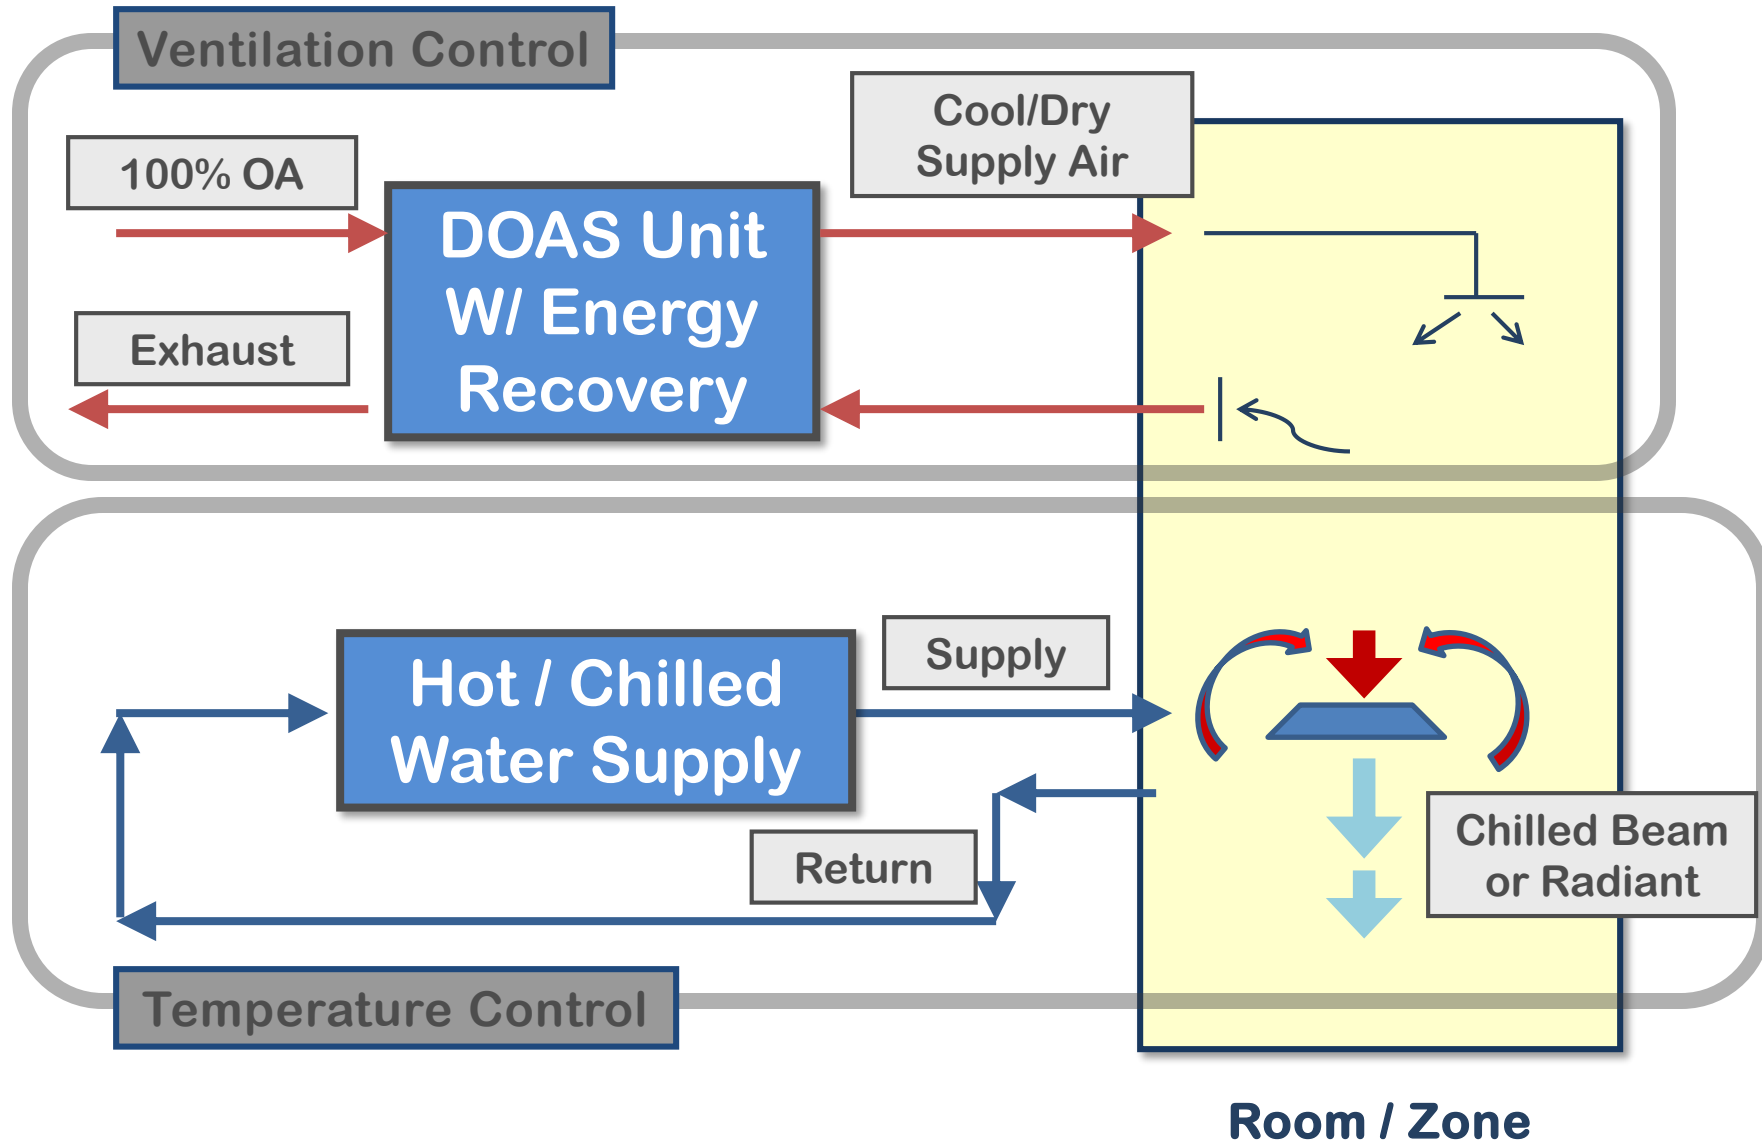 Ventilation Control
100% OA
Cool/Dry
Supply Air
DOAS Unit
W/ Energy
Recovery
Exhaust
Hot / Chilled
Water Supply
Supply
Return
Chilled Beam
or Radiant
Temperature Control
Room / Zone